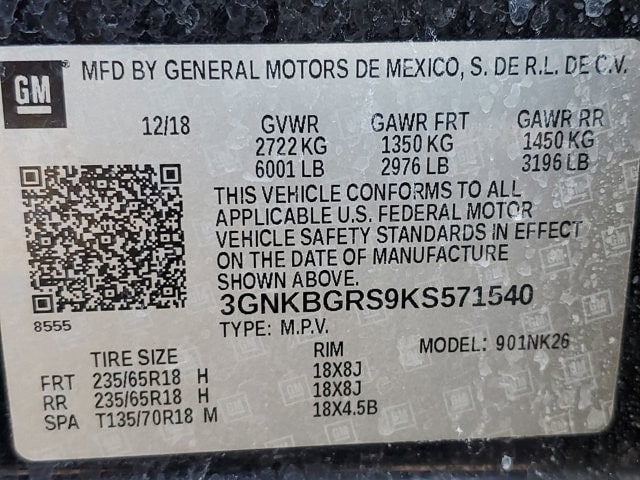 GM
MFD BY GENERAL MOTORS DE MEXICO, S. DE R.L. DE C.V.
12/18 GVWR GAWR FRT GAWR RR
2722 KG 1350 KG 1450 KG
6001 LB 2976 LB 3196 LB
THIS VEHICLE CONFORMS TO ALL
APPLICABLE U.S. FEDERAL MOTOR
VEHICLE SAFETY STANDARDS IN EFFECT
ON THE DATE OF MANUFACTURE
SHOWN ABOVE.
3GNKBGRS9KS571540
8555
TYPE: M.P.V. MODEL: 901NK26
TIRE SIZE RIM
FRT 235/65R18 H 18X8J
RR 235/65R18 H 18X8J
SPA T135/70R18 M 18X4.5B